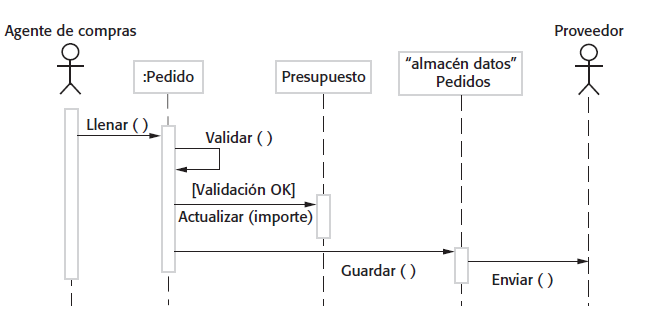 Agente de compras
Proveedor
:Pedido
Presupuesto
“almacén datos”
Pedidos
Llenar ( )
Validar ( )
[Validación OK]
Actualizar (importe)
Guardar ( )
Enviar ( )